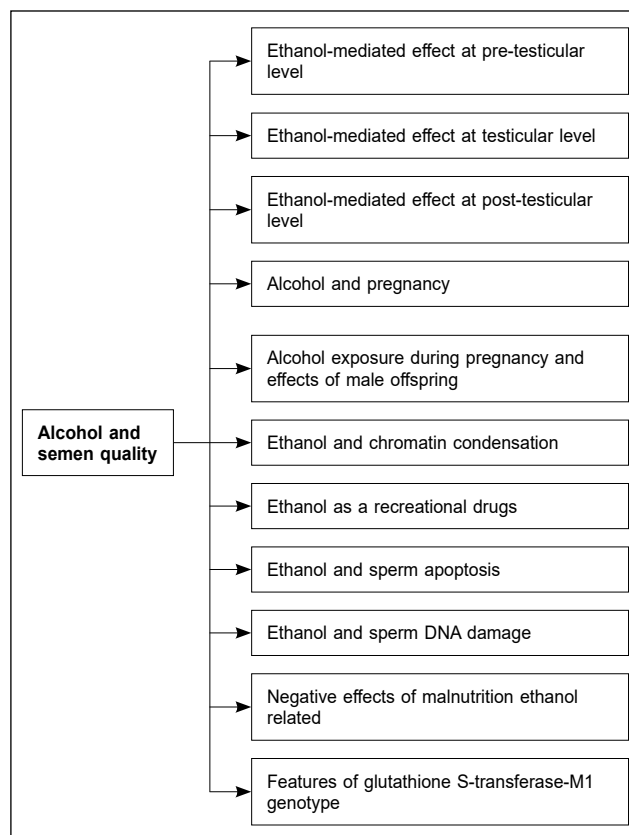 Ethanol-mediated effect at pre-testicular
level
Ethanol-mediated effect at testicular level
Ethanol-mediated effect at post-testicular
level
Alcohol and pregnancy
Alcohol exposure during pregnancy and
effects of male offspring
Alcohol and
semen quality
Ethanol and chromatin condensation
Ethanol as a recreational drugs
Ethanol and sperm apoptosis
Ethanol and sperm DNA damage
Negative effects of malnutrition ethanol
related
Features of glutathione S-transferase-M1
genotype